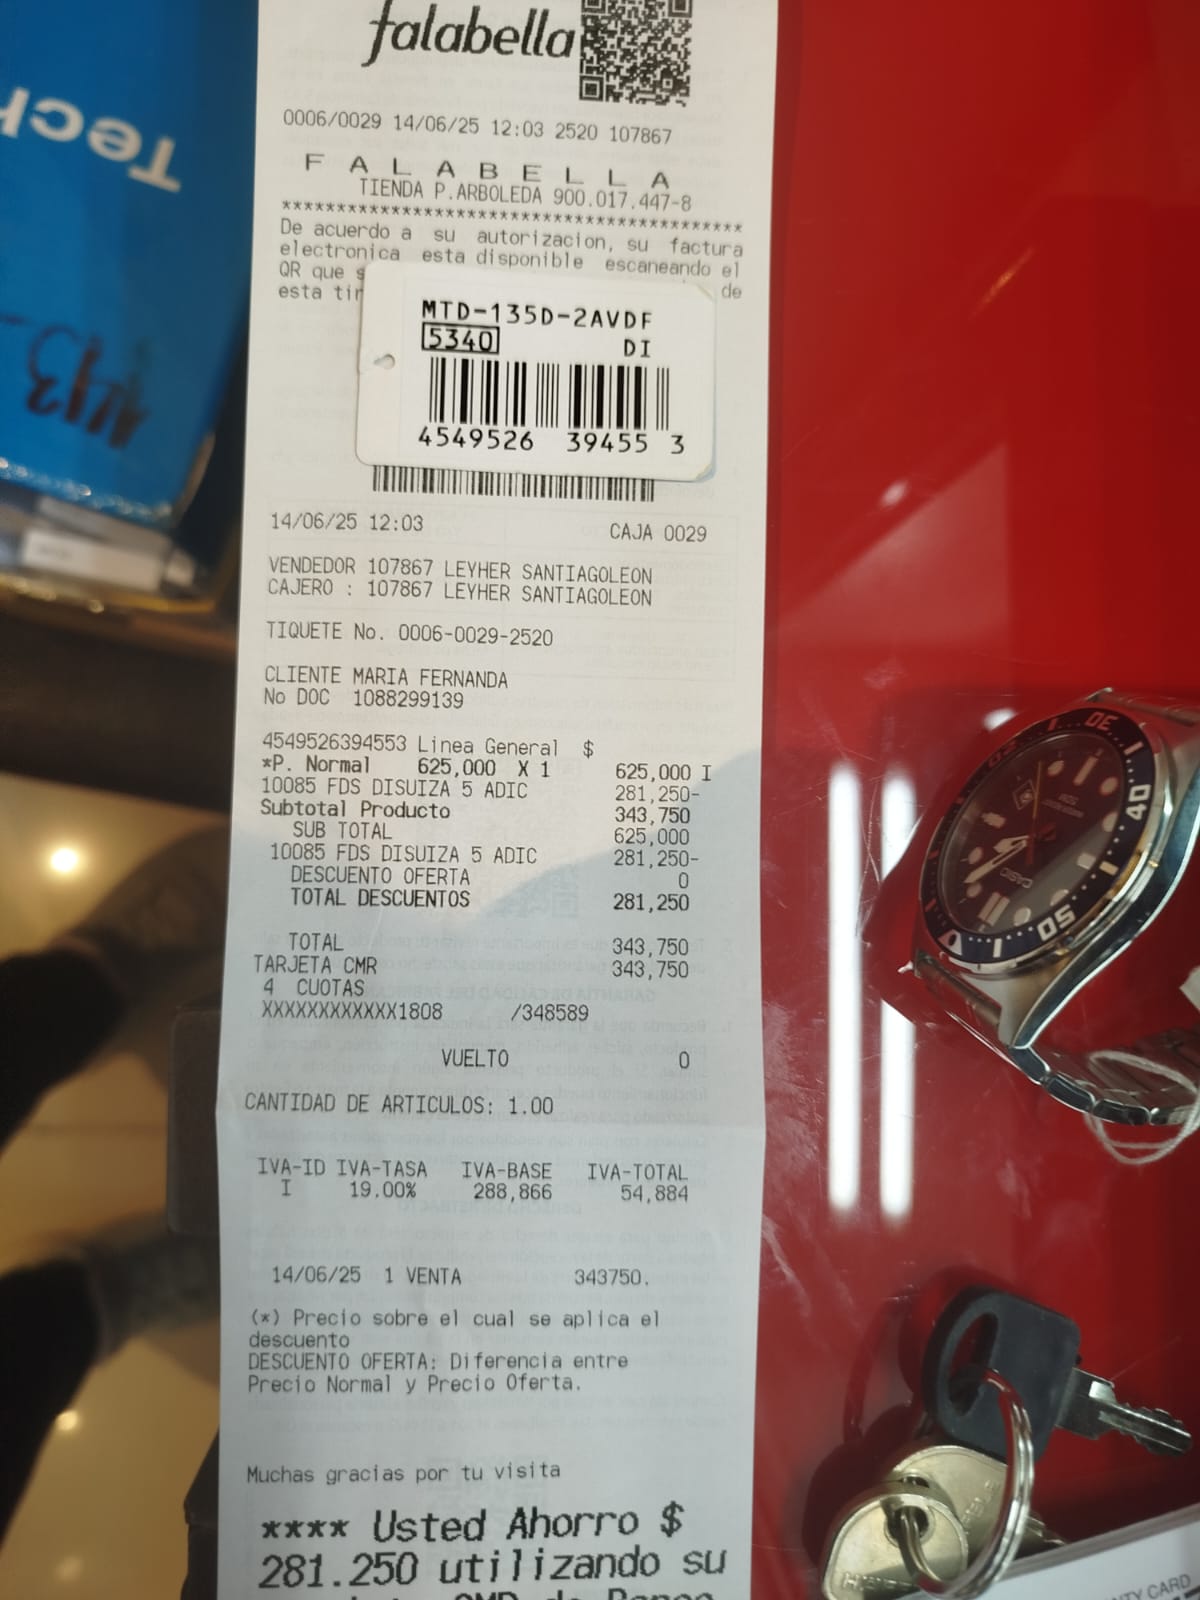 falabella
0006/0029 14/06/25 12:03 2520 107867
F A L A B E L L A
TIENDA P.ARBOLEDA 900.017.447-8
******************************************
De acuerdo a su autorizacion, su factura
electronica esta disponible escaneando el
QR que de
esta
MTD-135D-2AVDF
5340 DI
4549526 39455 3
14/06/25 12:03 CAJA 0029
VENDEDOR 107867 LEYHER SANTIAGOLEON
CAJERO : 107867 LEYHER SANTIAGOLEON
TIQUETE No. 0006-0029-2520
CLIENTE MARIA FERNANDA
No DOC 1088299139
4549526394553 Linea General $
*P. Normal 625,000 X 1 625,000 I
10085 FDS DISUIZA 5 ADIC 281,250-
Subtotal Producto 343,750
SUB TOTAL 625,000
10085 FDS DISUIZA 5 ADIC 281,250-
DESCUENTO OFERTA 0
TOTAL DESCUENTOS 281,250
TOTAL 343,750
TARJETA CMR 343,750
4 CUOTAS
XXXXXXXXXXXX1808 /348589
VUELTO 0
CANTIDAD DE ARTICULOS: 1.00
IVA-ID IVA-TASA IVA-BASE IVA-TOTAL
I 19.00% 288,866 54,884
14/06/25 1 VENTA 343750.
(*) Precio sobre el cual se aplica el
descuento
DESCUENTO OFERTA: Diferencia entre
Precio Normal y Precio Oferta.
Muchas gracias por tu visita
**** Usted Ahorro $
281.250 utilizando su
Tech
CASIO
40
50
CARD